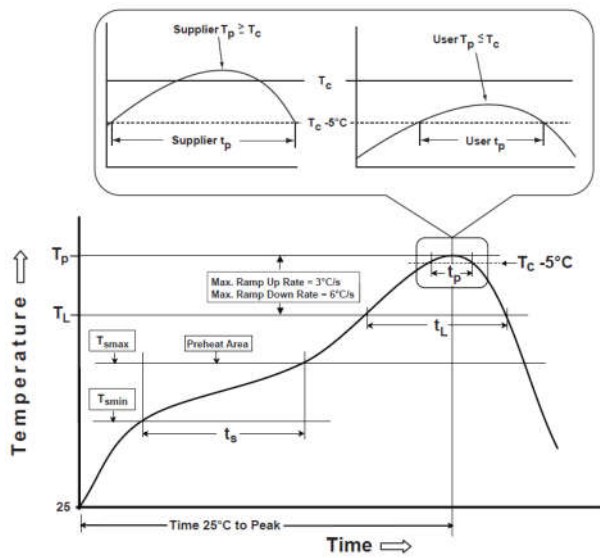 Supplier Tp ≥ Tc
User Tp ≤ Tc
Tc
Tc -5°C
Supplier tp
User tp
Tp
Tc -5°C
Max. Ramp Up Rate = 3°C/s
Max. Ramp Down Rate = 6°C/s
tp
TL
tL
Tsmax
Preheat Area
Tsmin
ts
Temperature
25
Time 25°C to Peak
Time